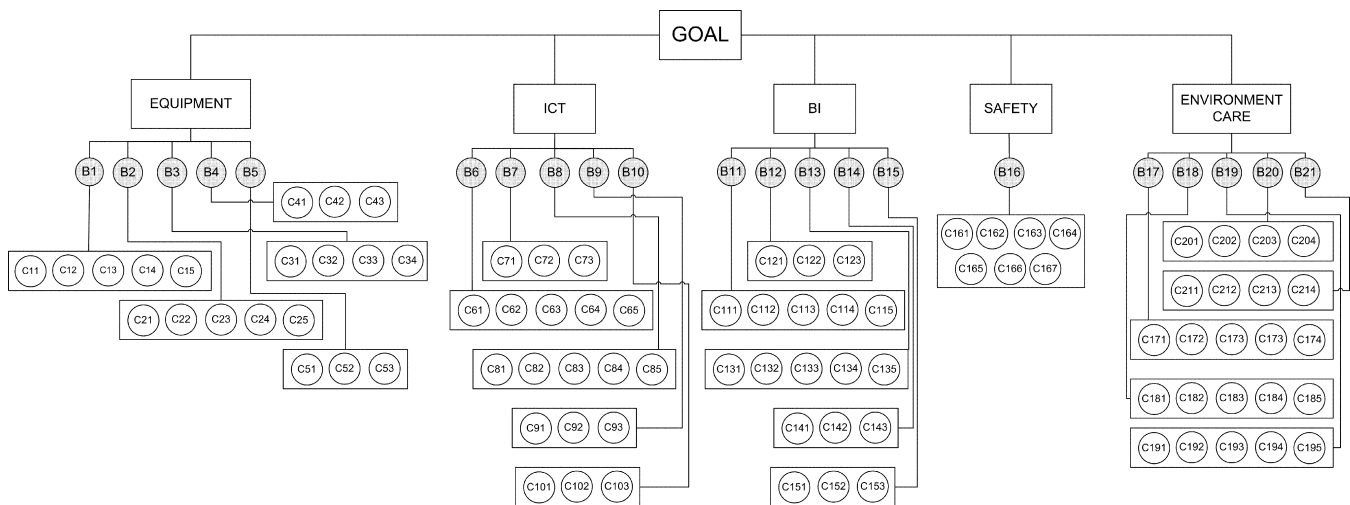 GOAL
EQUIPMENT
ICT
BI
SAFETY
ENVIRONMENT
CARE
B1 B2 B3 B4 B5
B6 B7 B8 B9 B10
B11 B12 B13 B14 B15
B16
B17 B18 B19 B20 B21
C41 C42 C43
C31 C32 C33 C34
C11 C12 C13 C14 C15
C21 C22 C23 C24 C25
C51 C52 C53
C71 C72 C73
C61 C62 C63 C64 C65
C81 C82 C83 C84 C85
C91 C92 C93
C101 C102 C103
C121 C122 C123
C111 C112 C113 C114 C115
C131 C132 C133 C134 C135
C141 C142 C143
C151 C152 C153
C161 C162 C163 C164
C165 C166 C167
C201 C202 C203 C204
C211 C212 C213 C214
C171 C172 C173 C173 C174
C181 C182 C183 C184 C185
C191 C192 C193 C194 C195